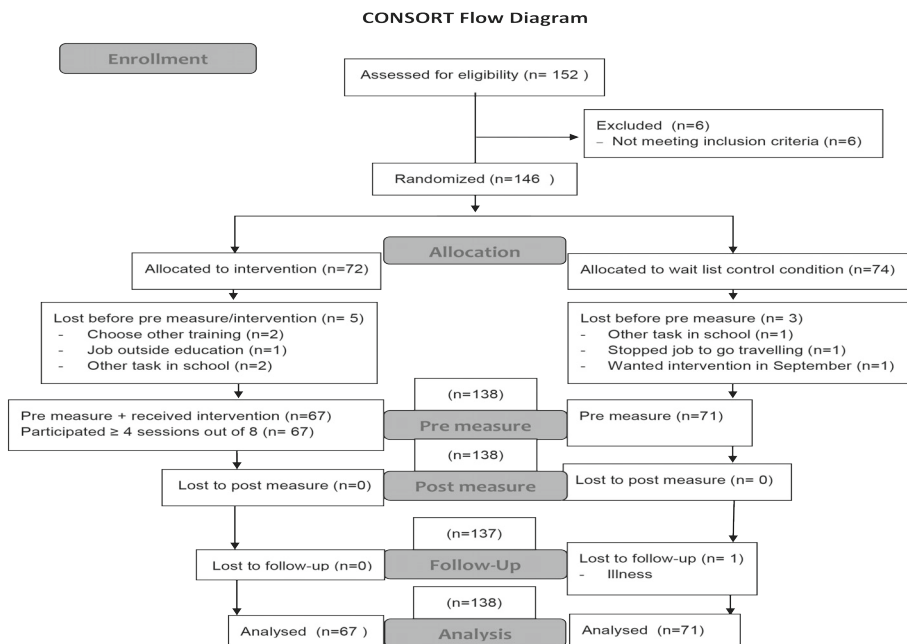 CONSORT Flow Diagram
Enrollment
Assessed for eligibility (n= 152 )
Excluded (n=6)
– Not meeting inclusion criteria (n=6)
Randomized (n=146 )
Allocation
Allocated to intervention (n=72)
Allocated to wait list control condition (n=74)
Lost before pre measure/intervention (n= 5)
- Choose other training (n=2)
- Job outside education (n=1)
- Other task in school (n=2)
Lost before pre measure (n= 3)
- Other task in school (n=1)
- Stopped job to go travelling (n=1)
- Wanted intervention in September (n=1)
(n=138)
Pre measure + received intervention (n=67)
Participated ≥ 4 sessions out of 8 (n= 67)
Pre measure
Pre measure (n=71)
(n=138)
Lost to post measure (n=0)
Post measure
Lost to post measure (n= 0)
(n=137)
Lost to follow-up (n=0)
Follow-Up
Lost to follow-up (n= 1)
- Illness
(n=138)
Analysed (n=67 )
Analysis
Analysed (n=71)